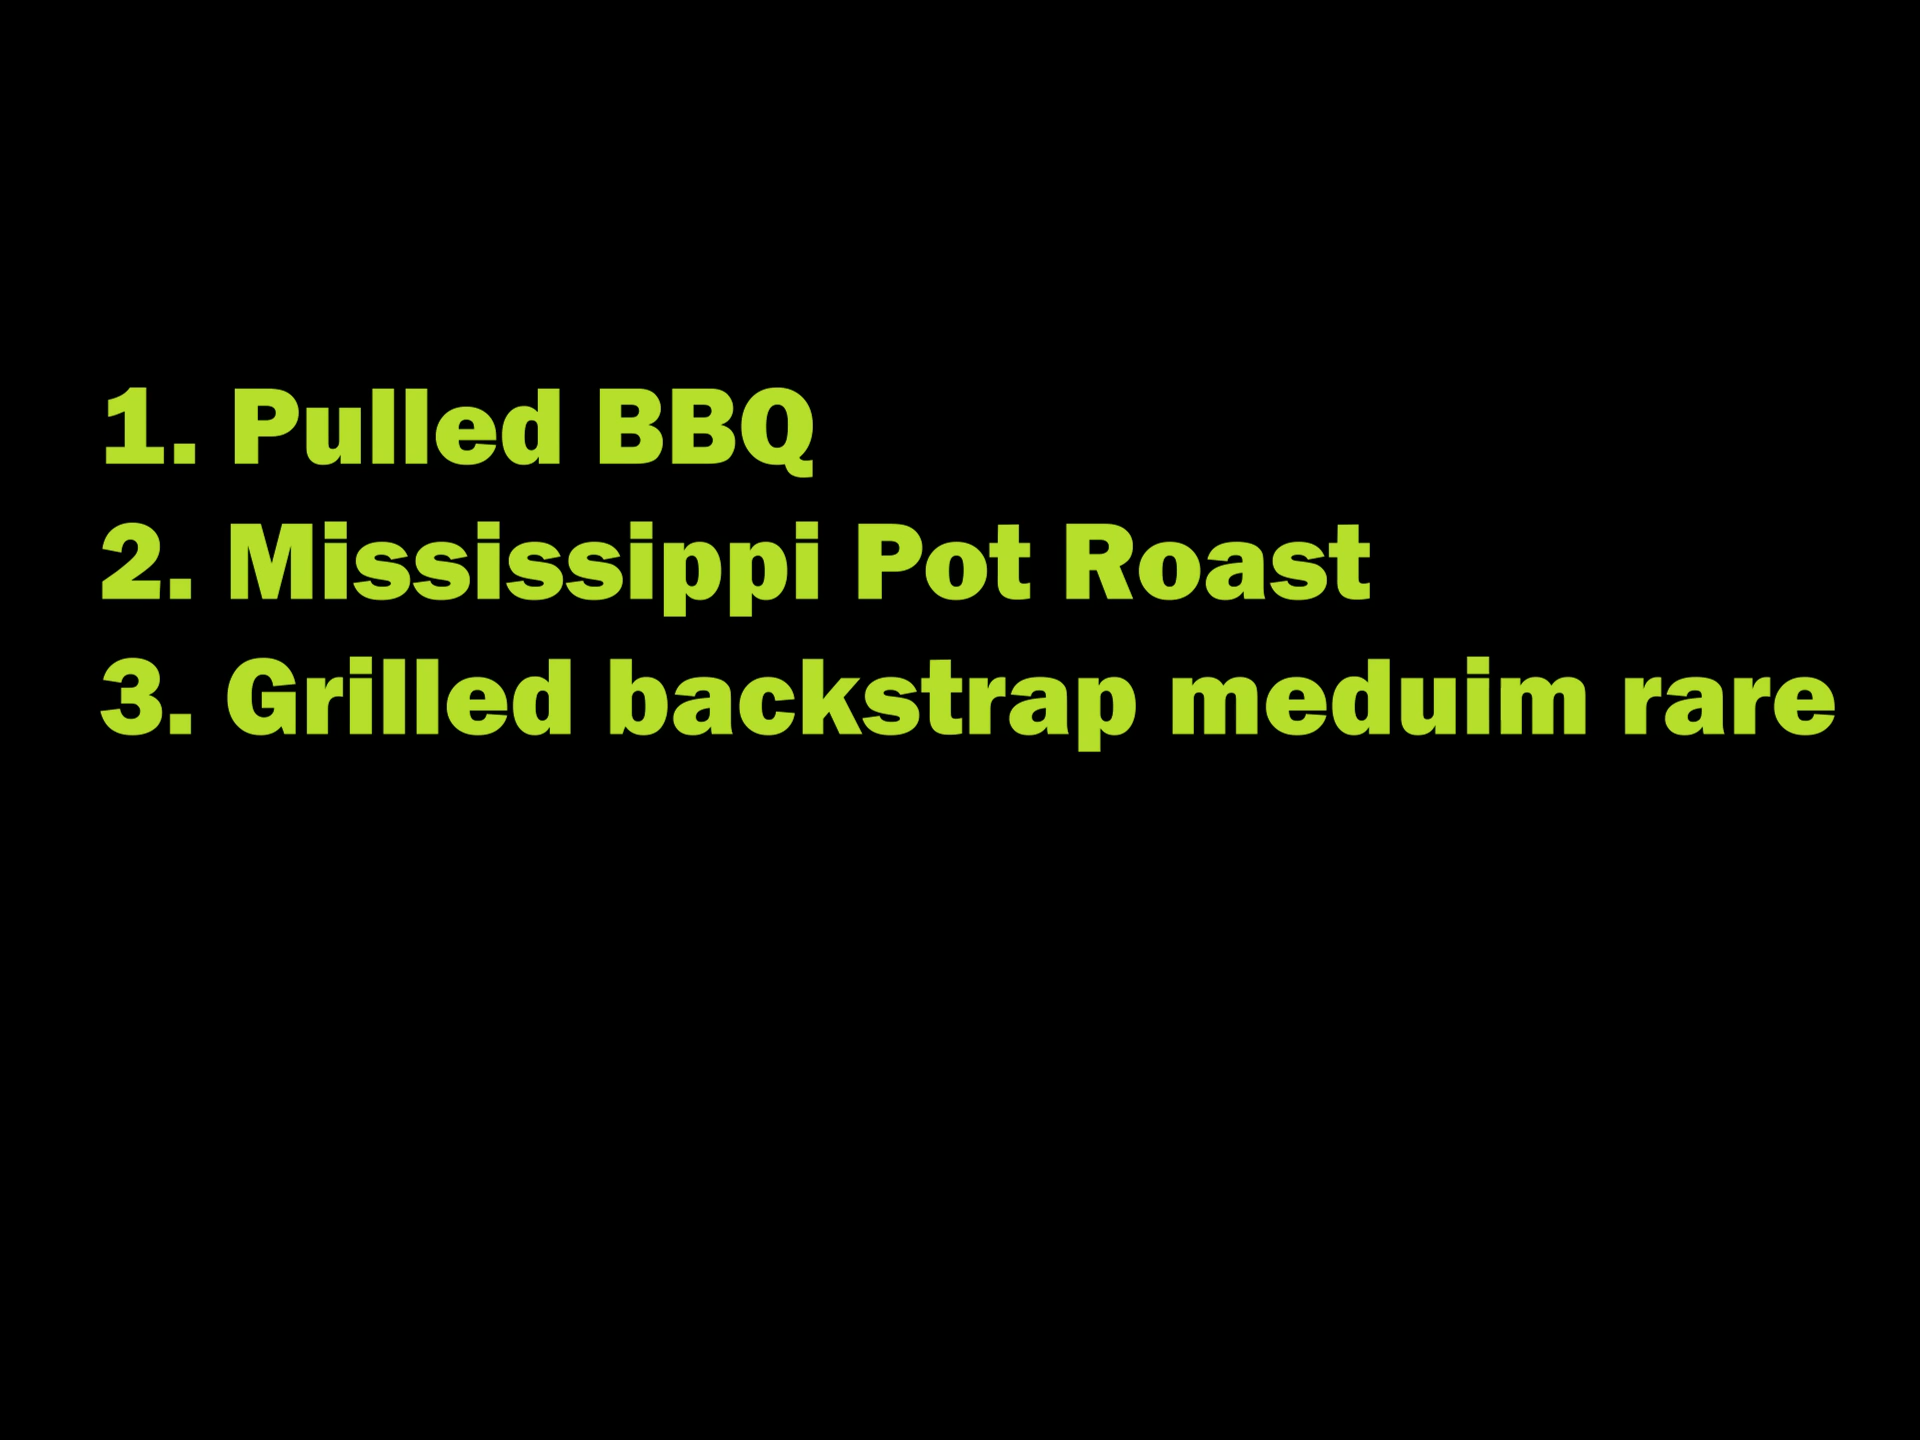 1. Pulled BBQ
2. Mississippi Pot Roast
3. Grilled backstrap meduim rare